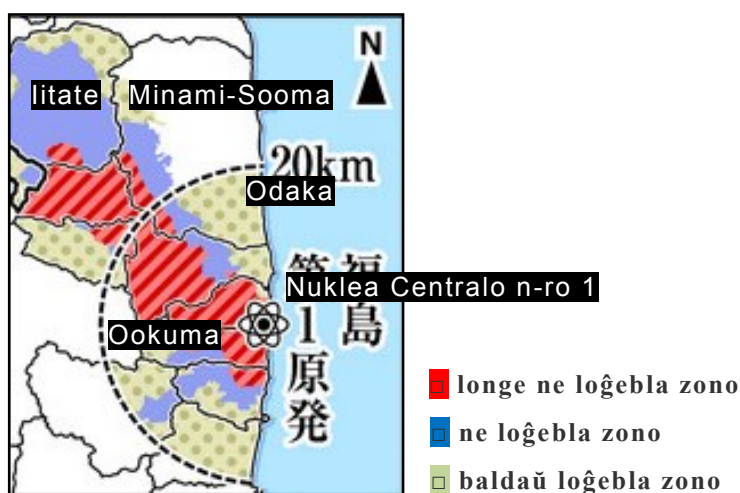 N
Iitate
Minami-Sooma
20km
Odaka
Nuklea Centralo n-ro 1
福島
第1原発
Ookuma
□ longe ne loĝebla zono
□ ne loĝebla zono
□ baldaŭ loĝebla zono